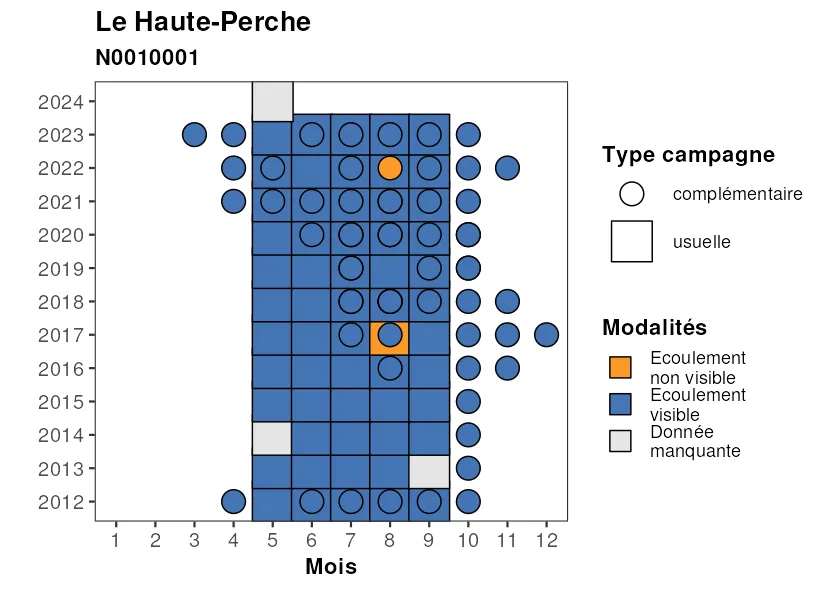 Le Haute-Perche
N0010001
2024
2023
2022
2021
2020
2019
2018
2017
2016
2015
2014
2013
2012
1 2 3 4 5 6 7 8 9 10 11 12
Mois
Type campagne
complémentaire
usuelle
Modalités
Ecoulement
non visible
Ecoulement
visible
Donnée
manquante